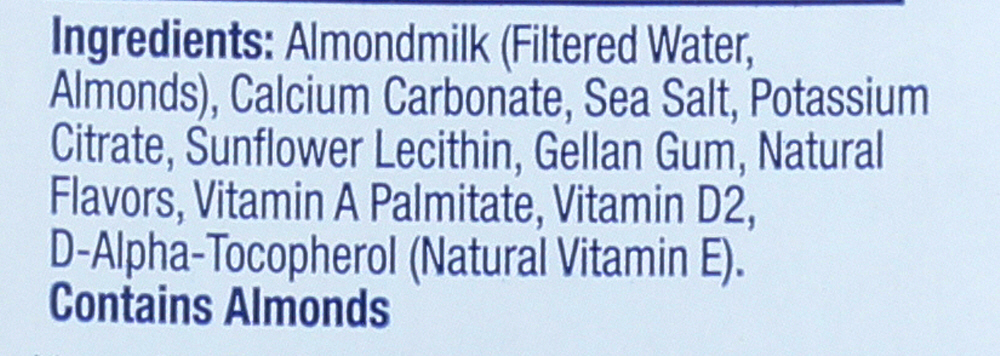 Ingredients: Almondmilk (Filtered Water,
Almonds), Calcium Carbonate, Sea Salt, Potassium
Citrate, Sunflower Lecithin, Gellan Gum, Natural
Flavors, Vitamin A Palmitate, Vitamin D2,
D-Alpha-Tocopherol (Natural Vitamin E).
Contains Almonds